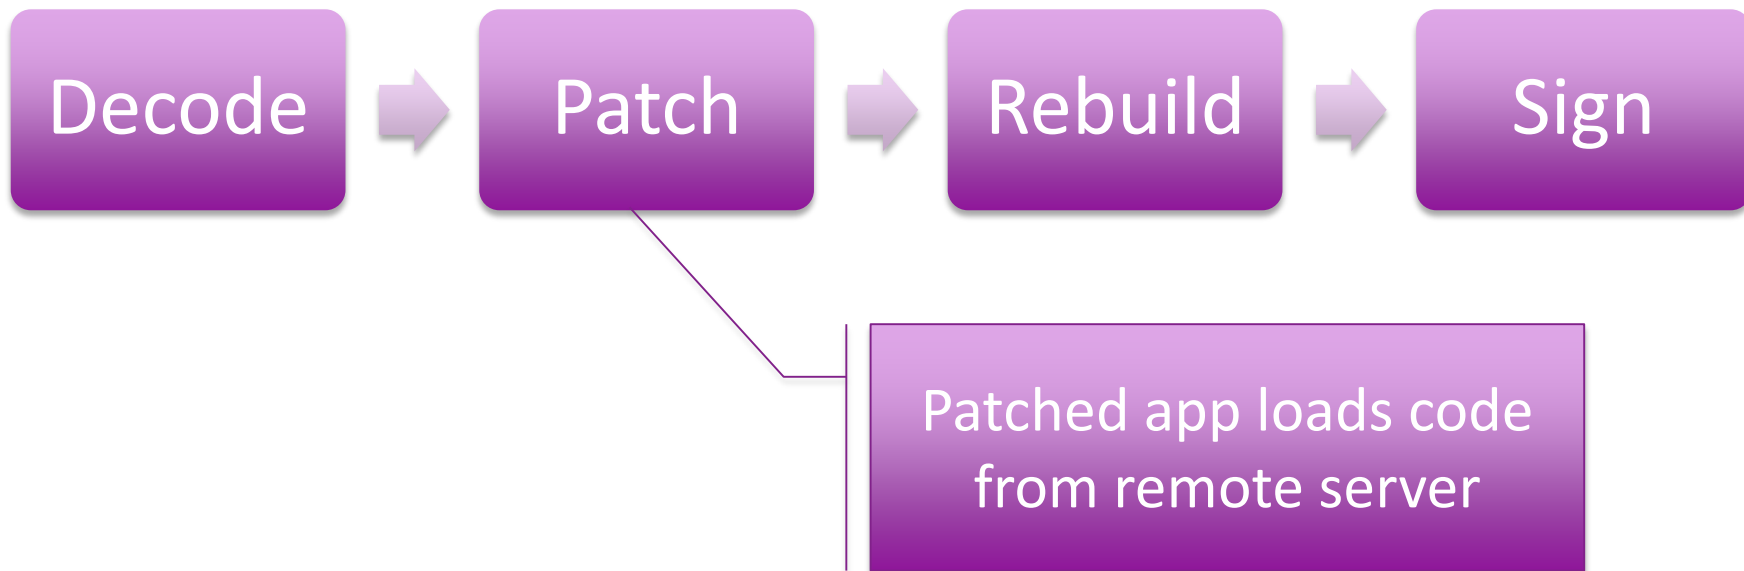 Decode
Patch
Rebuild
Sign
Patched app loads code
from remote server